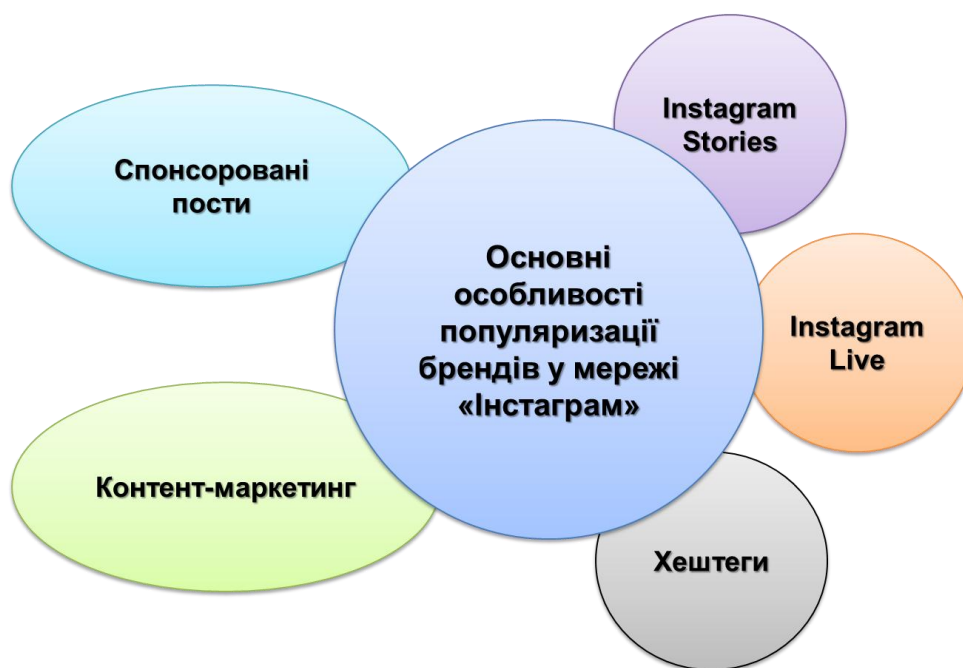 Instagram
Stories
Спонсоровані
пости
Основні
особливості
популяризації
брендів у мережі
«Інстаграм»
Instagram
Live
Контент-маркетинг
Хештеги